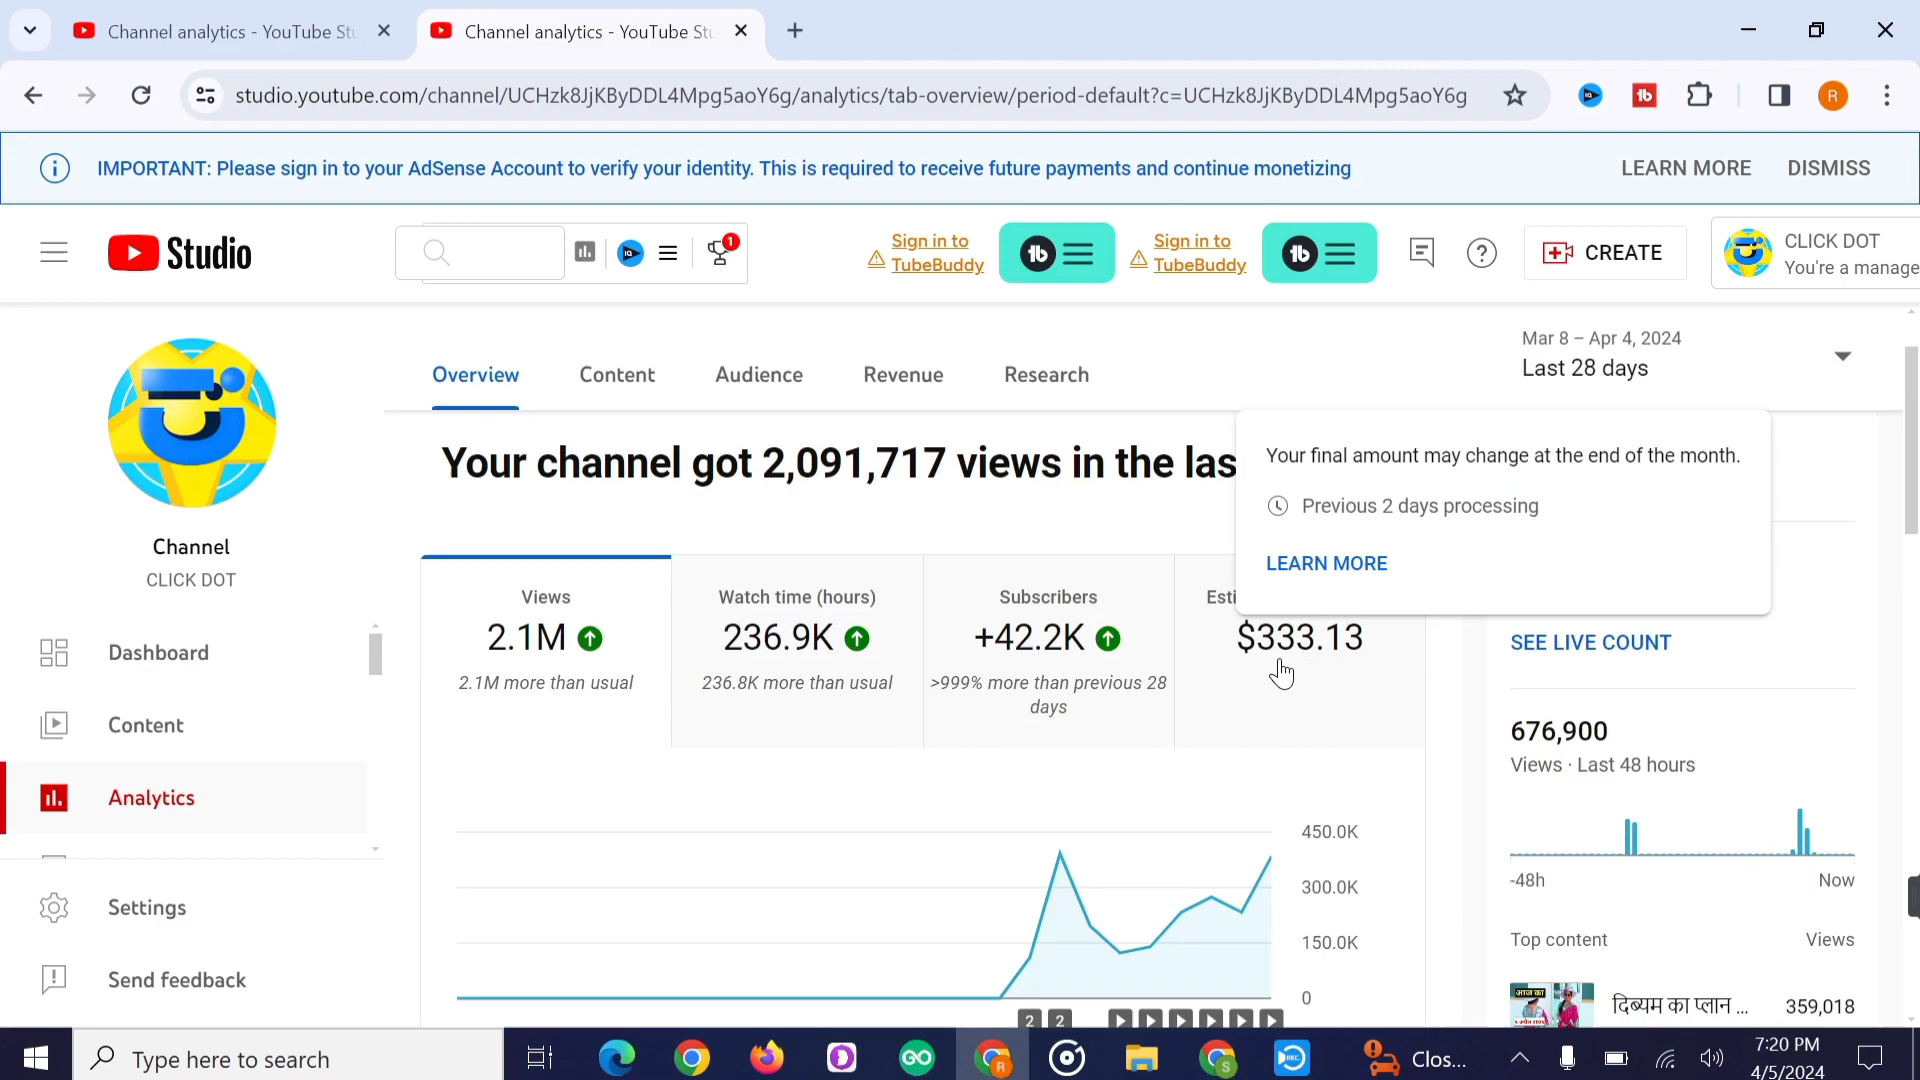 Channel analytics - YouTube Stu
Channel analytics - YouTube Stu
studio.youtube.com/channel/UCHzk8JjKByDDL4Mpg5aoY6g/analytics/tab-overview/period-default?c=UCHzk8JjKByDDL4Mpg5aoY6g
R
IMPORTANT: Please sign in to your AdSense Account to verify your identity. This is required to receive future payments and continue monetizing
LEARN MORE
DISMISS
Studio
1
Sign in to
TubeBuddy
Sign in to
TubeBuddy
CREATE
CLICK DOT
You're a manage
Channel
CLICK DOT
Dashboard
Content
Analytics
Settings
Send feedback
Overview
Content
Audience
Revenue
Research
Mar 8 – Apr 4, 2024
Last 28 days
Your channel got 2,091,717 views in the las
Your final amount may change at the end of the month.
Previous 2 days processing
LEARN MORE
Views
2.1M
2.1M more than usual
Watch time (hours)
236.9K
236.8K more than usual
Subscribers
+42.2K
>999% more than previous 28
days
Esti
$333.13
450.0K
300.0K
150.0K
0
2
2
SEE LIVE COUNT
676,900
Views · Last 48 hours
-48h
Now
Top content
Views
आज का
दिब्यम का प्लान ...
359,018
Type here to search
Clos...
7:20 PM
4/5/2024